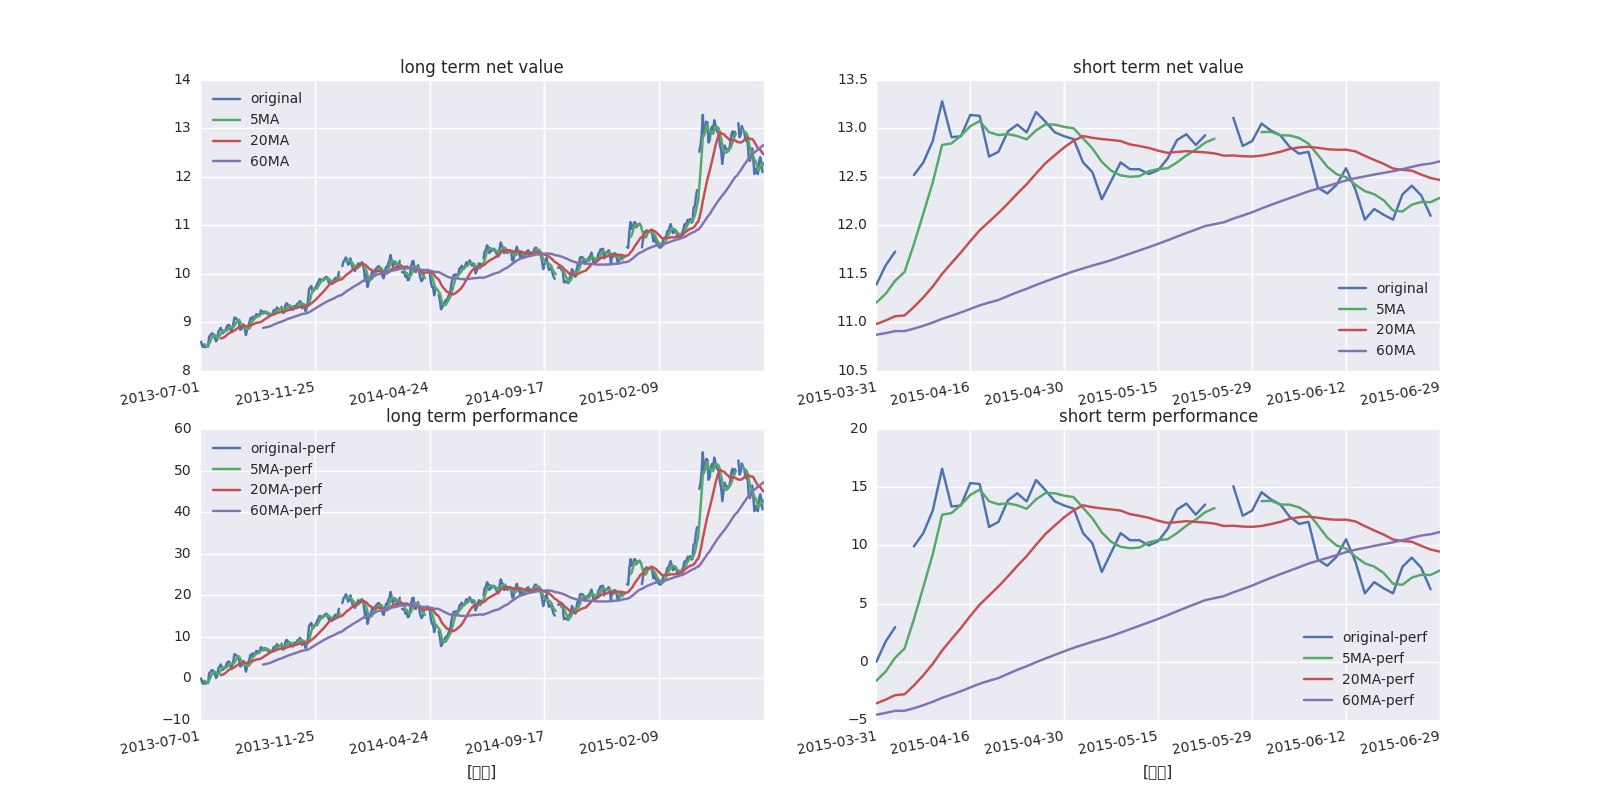 long term net value
14
13
12
11
10
9
8
original
5MA
20MA
60MA
2013-07-01 2013-11-25 2014-04-24 2014-09-17 2015-02-09
short term net value
13.5
13.0
12.5
12.0
11.5
11.0
10.5
original
5MA
20MA
60MA
2015-03-31 2015-04-16 2015-04-30 2015-05-15 2015-05-29 2015-06-12 2015-06-29
long term performance
60
50
40
30
20
10
0
−10
original-perf
5MA-perf
20MA-perf
60MA-perf
2013-07-01 2013-11-25 2014-04-24 2014-09-17 2015-02-09
short term performance
20
15
10
5
0
−5
original-perf
5MA-perf
20MA-perf
60MA-perf
2015-03-31 2015-04-16 2015-04-30 2015-05-15 2015-05-29 2015-06-12 2015-06-29